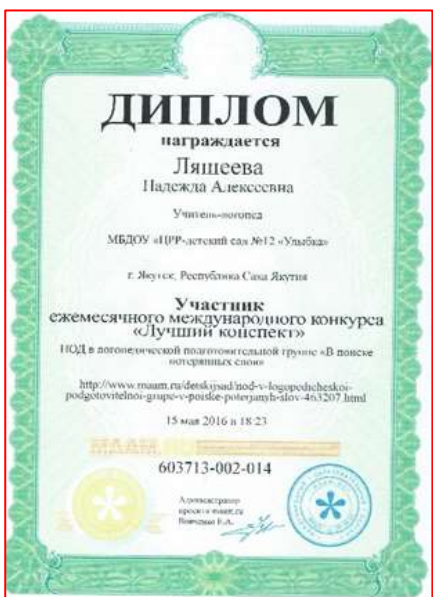 ДИПЛОМ
награждается
Ляшеева
Надежда Алексеевна
Учитель-логопед
МБДОУ «ЦРР-детский сад №12 «Улыбка»
г. Якутск, Республика Саха Якутия
Участник
ежемесячного международного конкурса
«Лучший конспект»
НОД в логопедической подготовительной группе «В поиске
потерянных слов»
http://www.maam.ru/detskijsad/nod-v-logopedicheskoi-
podgotovitelnoi-grupe-v-poiske-poterjanyh-slov-463207.html
15 мая 2016 в 18:23
MAAM
603713-002-014
Администратор
проекта maam.ru